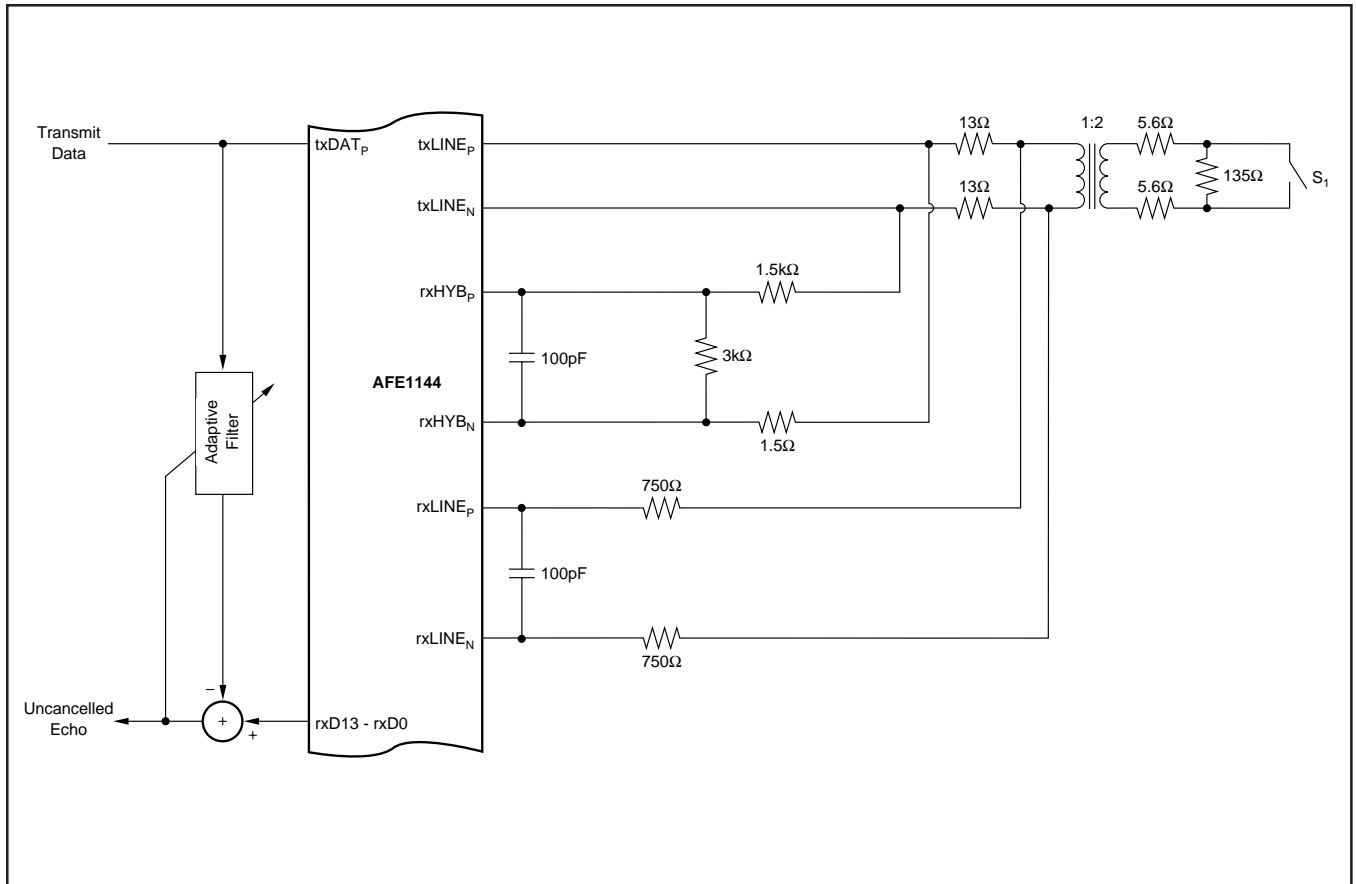 Transmit
Data
txDATP
txLINEP
13Ω
1:2
5.6Ω
135Ω
S1
txLINEN
13Ω
5.6Ω
rxHYBP
1.5kΩ
100pF
3kΩ
AFE1144
Adaptive
Filter
rxHYBN
1.5Ω
rxLINEP
750Ω
100pF
rxLINEN
750Ω
–
Uncancelled
Echo
+
+
rxD13 - rxD0